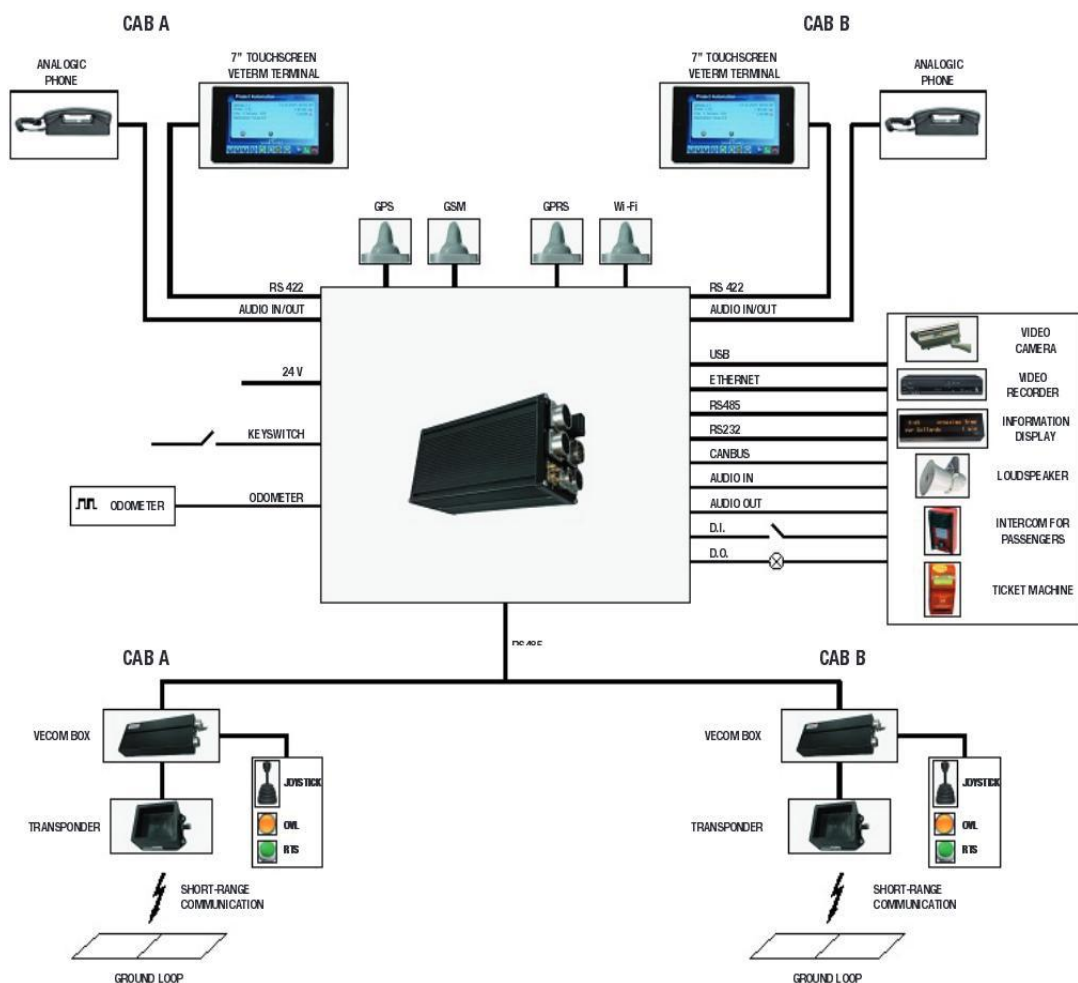 CAB A
CAB B
ANALOGIC
PHONE
7" TOUCHSCREEN
VETERM TERMINAL
7" TOUCHSCREEN
VETERM TERMINAL
ANALOGIC
PHONE
GPS
GSM
GPRS
Wi-Fi
RS 422
AUDIO IN/OUT
RS 422
AUDIO IN/OUT
24 V
KEYSWITCH
ODOMETER
ODOMETER
USB
ETHERNET
RS485
RS232
CANBUS
AUDIO IN
AUDIO OUT
D.I.
D.O.
VIDEO
CAMERA
VIDEO
RECORDER
INFORMATION
DISPLAY
LOUDSPEAKER
INTERCOM FOR
PASSENGERS
TICKET MACHINE
RS485
CAB A
CAB B
VECOM BOX
JOYSTICK
TRANSPONDER
OVL
RTS
SHORT-RANGE
COMMUNICATION
GROUND LOOP
VECOM BOX
JOYSTICK
TRANSPONDER
OVL
RTS
SHORT-RANGE
COMMUNICATION
GROUND LOOP